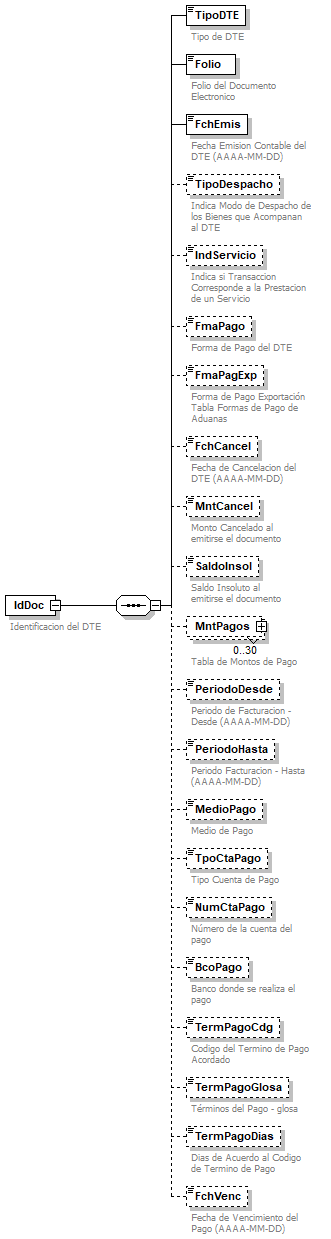 TipoDTE
Tipo de DTE
Folio
Folio del Documento
Electronico
FchEmis
Fecha Emision Contable del
DTE (AAAA-MM-DD)
TipoDespacho
Indica Modo de Despacho de
los Bienes que Acompanan
al DTE
IndServicio
Indica si Transaccion
Corresponde a la Prestacion
de un Servicio
FmaPago
Forma de Pago del DTE
FmaPagExp
Forma de Pago Exportación
Tabla Formas de Pago de
Aduanas
FchCancel
Fecha de Cancelacion del
DTE (AAAA-MM-DD)
MntCancel
Monto Cancelado al
emitirse el documento
SaldoInsol
Saldo Insoluto al
emitirse el documento
IdDoc
Identificacion del DTE
MntPagos
0..30
Tabla de Montos de Pago
PeriodoDesde
Periodo de Facturacion -
Desde (AAAA-MM-DD)
PeriodoHasta
Periodo Facturacion - Hasta
(AAAA-MM-DD)
MedioPago
Medio de Pago
TpoCtaPago
Tipo Cuenta de Pago
NumCtaPago
Número de la cuenta del
pago
BcoPago
Banco donde se realiza el
pago
TermPagoCdg
Codigo del Termino de Pago
Acordado
TermPagoGlosa
Términos del Pago - glosa
TermPagoDias
Dias de Acuerdo al Codigo
de Termino de Pago
FchVenc
Fecha de Vencimiento del
Pago (AAAA-MM-DD)